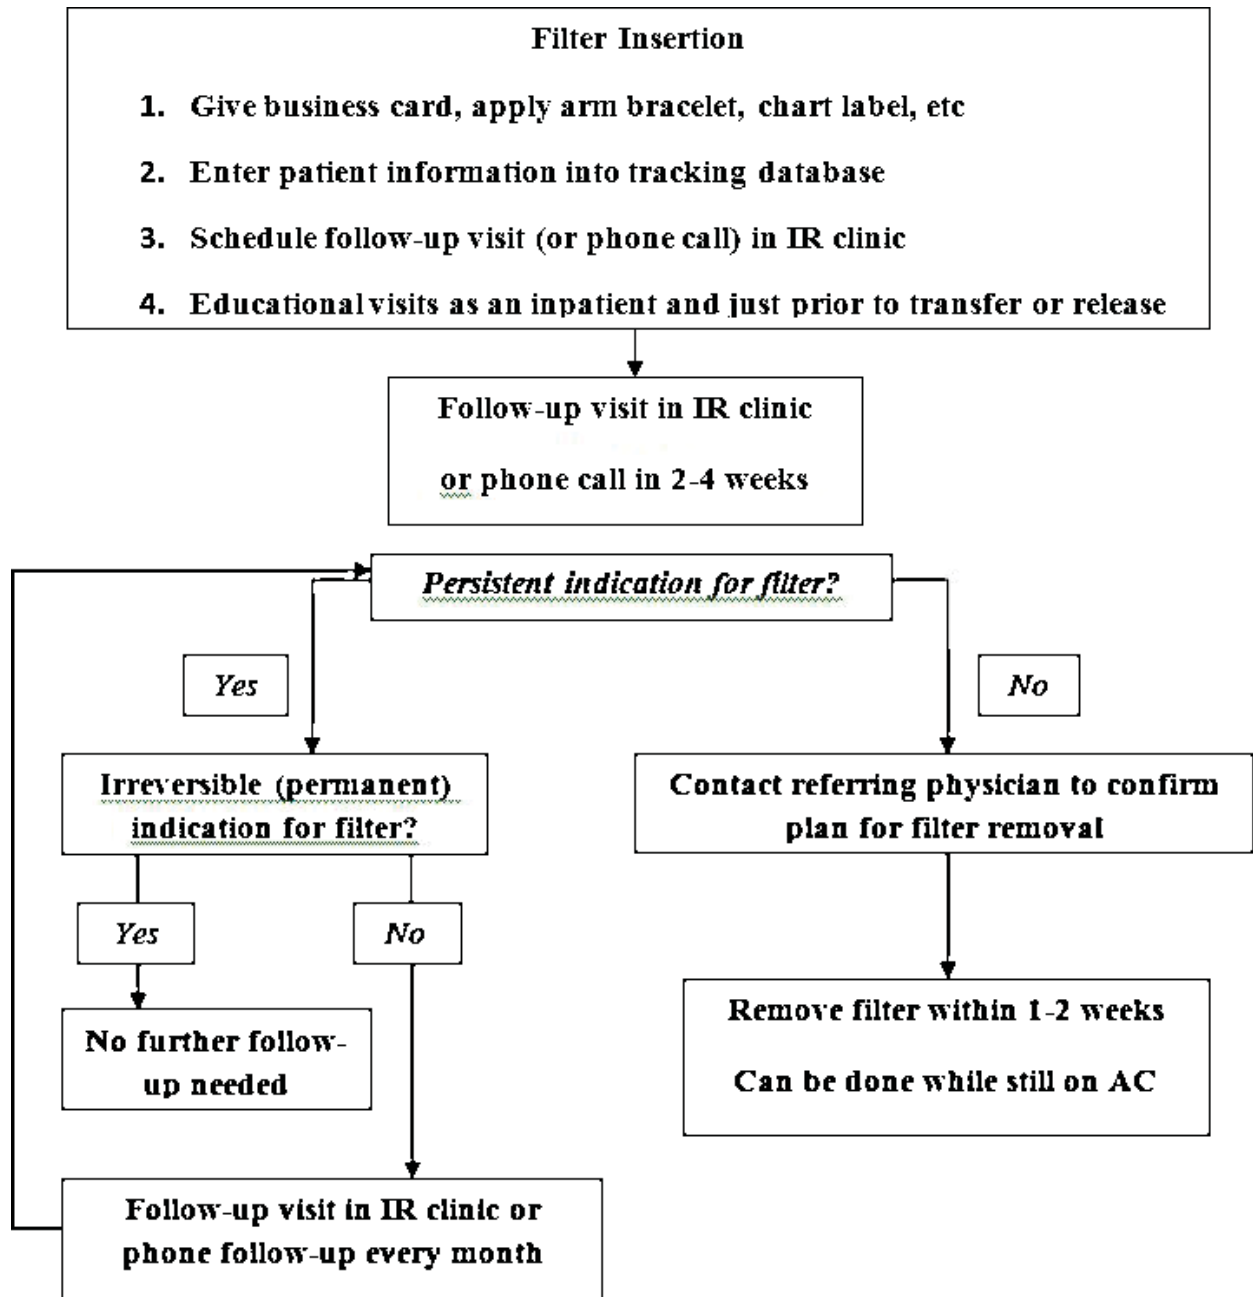 Filter Insertion
1. Give business card, apply arm bracelet, chart label, etc
2. Enter patient information into tracking database
3. Schedule follow-up visit (or phone call) in IR clinic
4. Educational visits as an inpatient and just prior to transfer or release
Follow-up visit in IR clinic
or phone call in 2-4 weeks
Persistent indication for filter?
Yes
No
Irreversible (permanent)
indication for filter?
Contact referring physician to confirm
plan for filter removal
Yes
No
No further follow-
up needed
Remove filter within 1-2 weeks
Can be done while still on AC
Follow-up visit in IR clinic or
phone follow-up every month